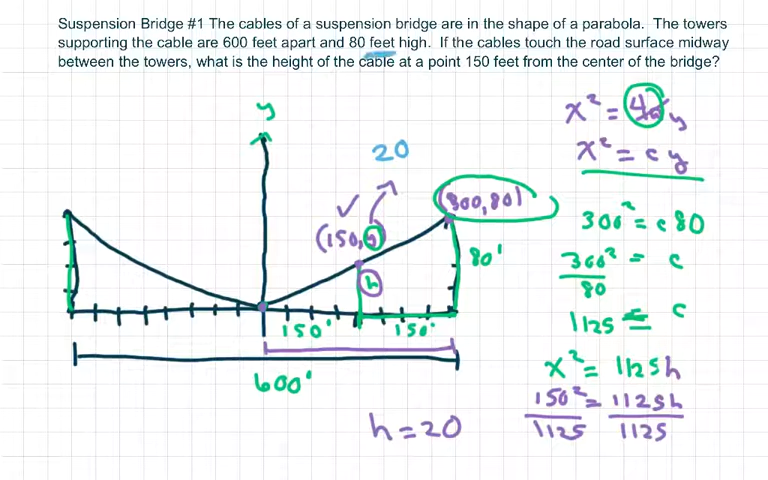 Suspension Bridge #1 The cables of a suspension bridge are in the shape of a parabola. The towers
supporting the cable are 600 feet apart and 80 feet high. If the cables touch the road surface midway
between the towers, what is the height of the cable at a point 150 feet from the center of the bridge?
y
x² = 4a y
20
x² = c y
(300, 80)
300² = c 80
(150, h)
80'
300² = c
80
h
1125 = c
150'
150'
x² = 1125h
600'
150² = 1125h
1125 1125
h = 20